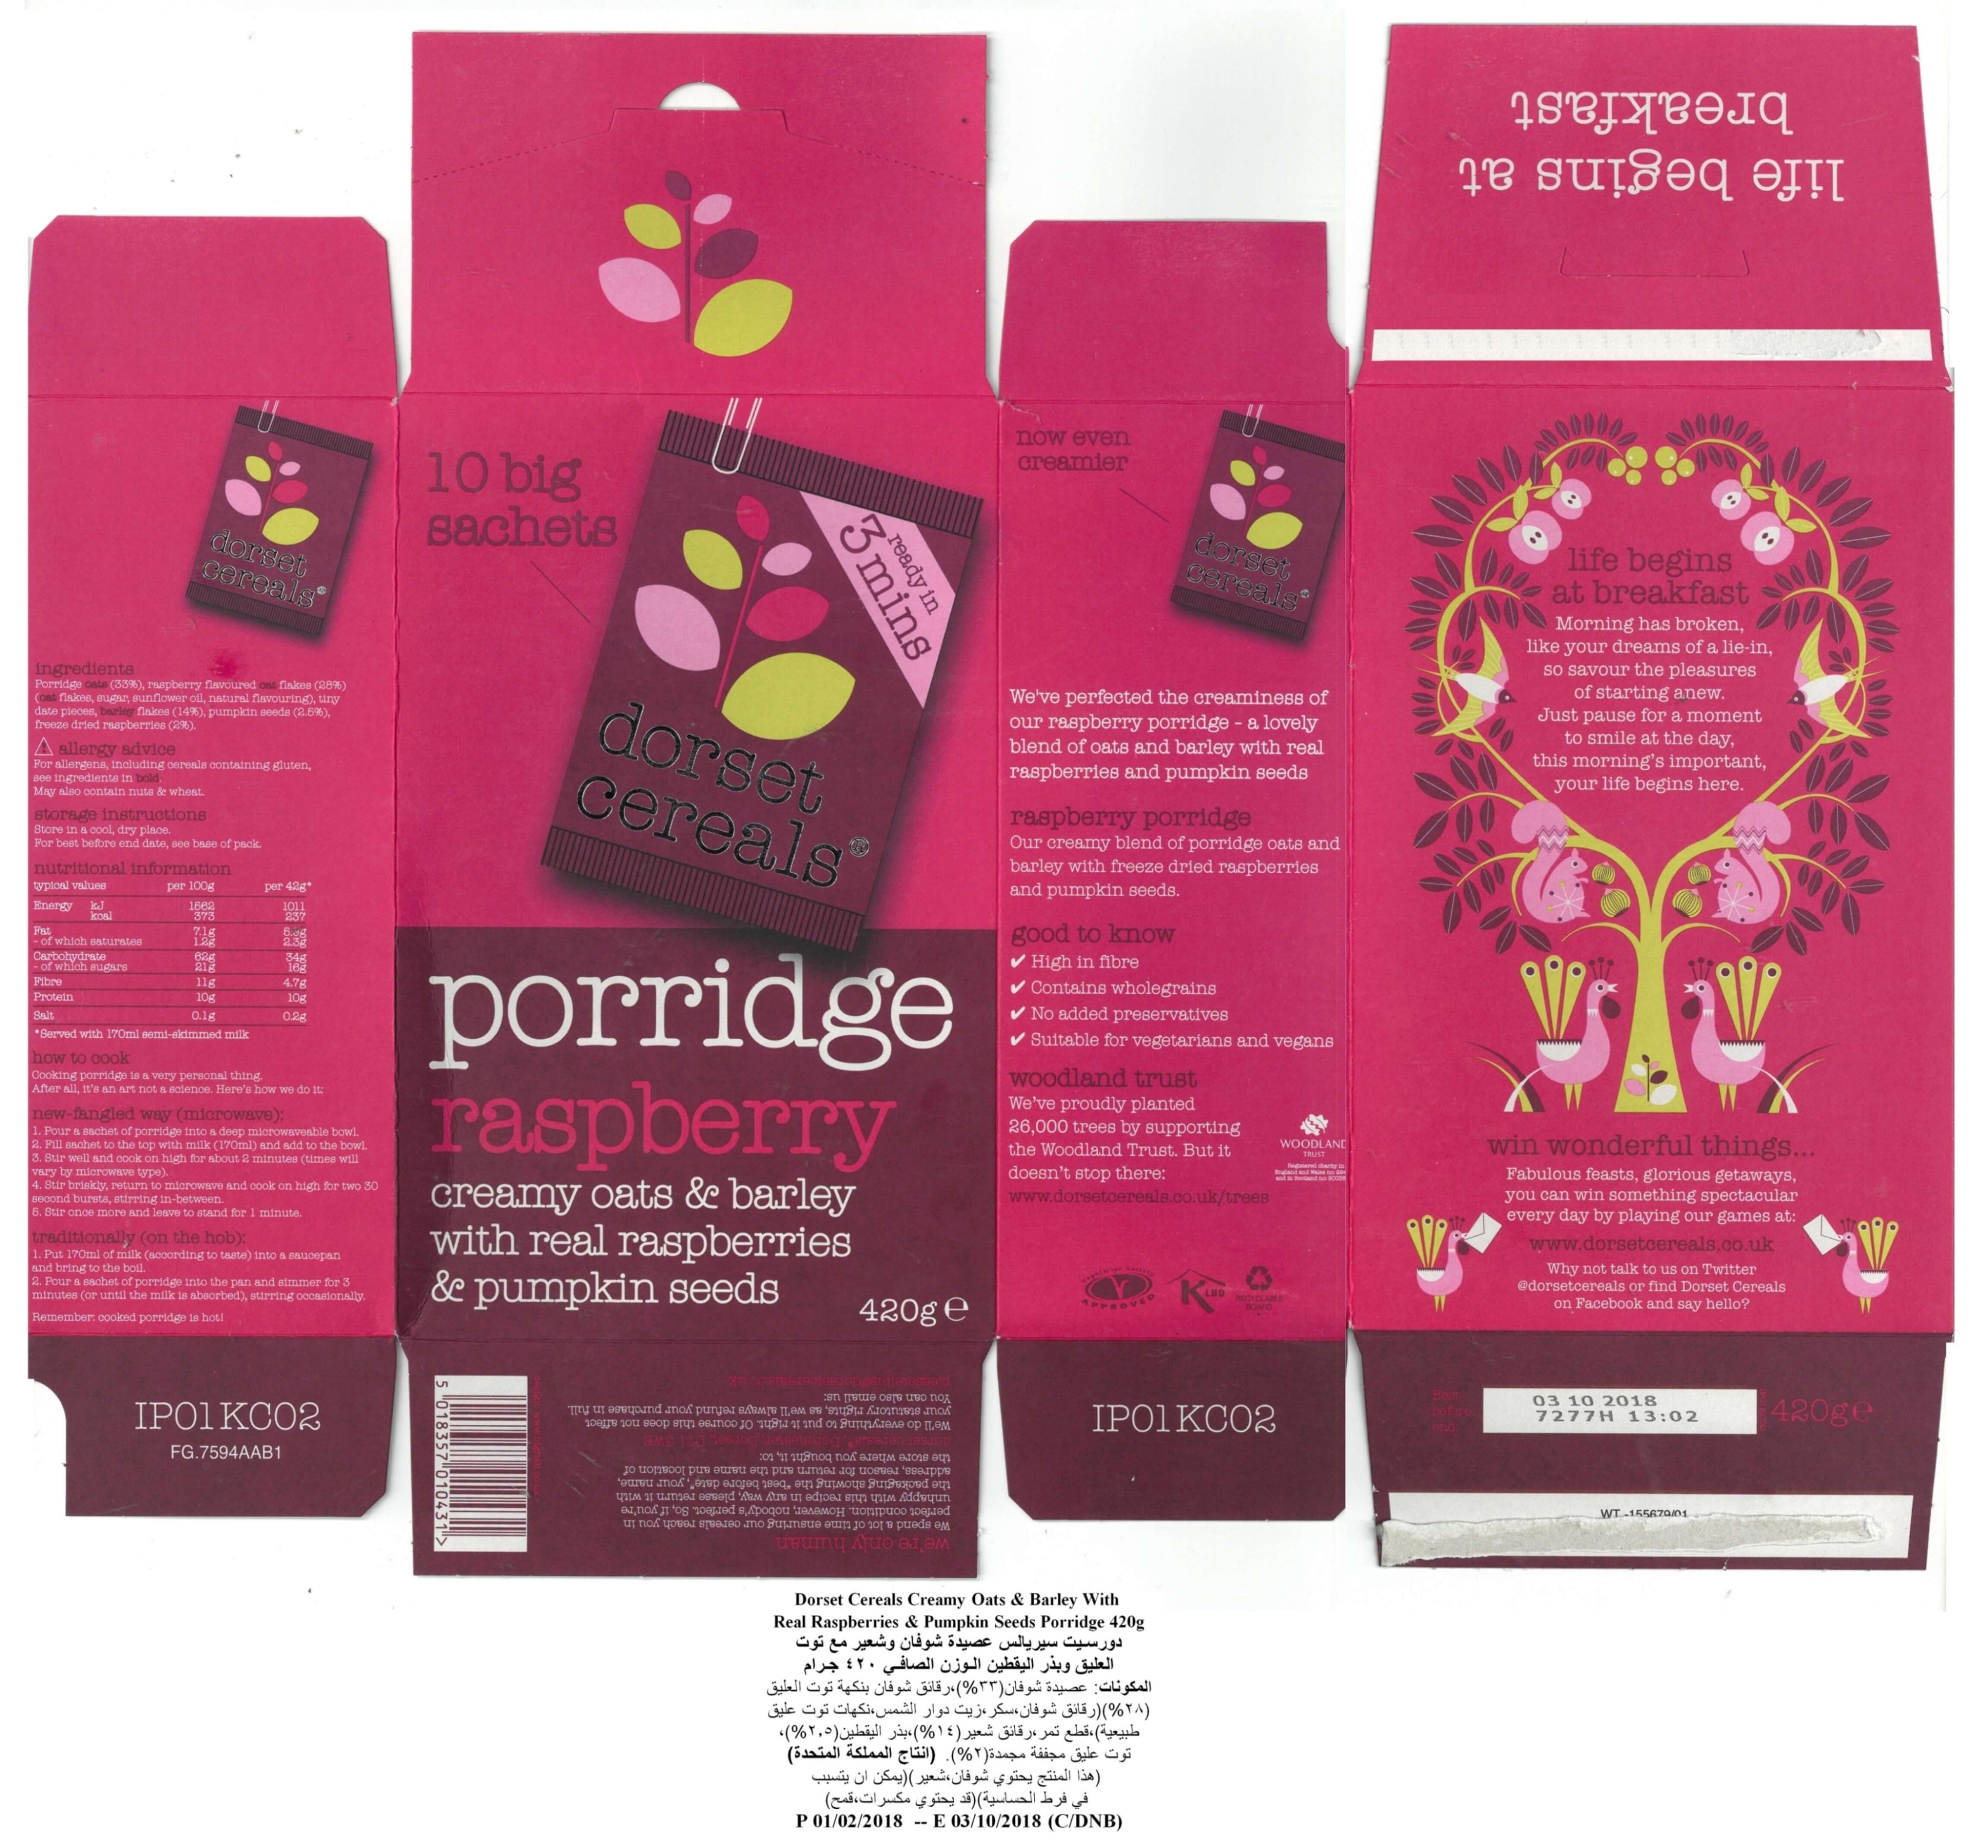 life begins at
breakfast
dorset
cereals®
ingredients
Porridge oats (33%), raspberry flavoured oat flakes (28%)
(oat flakes, sugar, sunflower oil, natural flavouring), tiny
date pieces, barley flakes (14%), pumpkin seeds (2.5%),
freeze dried raspberries (2%).
allergy advice
For allergens, including cereals containing gluten,
see ingredients in bold.
May also contain nuts & wheat.
storage instructions
Store in a cool, dry place.
For best before end date, see base of pack.
nutritional information
typical values per 100g per 42g*
Energy kJ 1562 1011
kcal 373 237
Fat 7.1g
- of which saturates 1.2g 2.3g
Carbohydrate 62g 34g
- of which sugars 21g 16g
Fibre 11g 4.7g
Protein 10g 10g
Salt 0.1g 0.2g
*Served with 170ml semi-skimmed milk
how to cook
Cooking porridge is a very personal thing.
After all, it's an art not a science. Here's how we do it:
new-fangled way (microwave):
1. Pour a sachet of porridge into a deep microwaveable bowl.
2. Fill sachet to the top with milk (170ml) and add to the bowl.
3. Stir well and cook on high for about 2 minutes (times will
vary by microwave type).
4. Stir briskly, return to microwave and cook on high for two 30
second bursts, stirring in-between.
5. Stir once more and leave to stand for 1 minute.
traditionally (on the hob):
1. Put 170ml of milk (according to taste) into a saucepan
and bring to the boil.
2. Pour a sachet of porridge into the pan and simmer for 3
minutes (or until the milk is absorbed), stirring occasionally.
Remember: cooked porridge is hot!
IP01KC02
FG.7594AAB1
10 big
sachets
ready in
3 mins
dorset
cereals®
porridge
raspberry
creamy oats & barley
with real raspberries
& pumpkin seeds
420g e
we're only human
We spend a lot of time ensuring our cereals reach you in
perfect condition. However, nobody's perfect. So, if you're
unhappy with this recipe in any way, please return it with
the packaging showing the "best before date", your name,
address, reason for return and the name and location of
the store where you bought it, to:
We'll do everything to put it right. Of course this does not affect
your statutory rights, as we'll always refund your purchase in full.
You can also email us:
5 018357 010431 >
now even
creamier
dorset
cereals®
We've perfected the creaminess of
our raspberry porridge - a lovely
blend of oats and barley with real
raspberries and pumpkin seeds
raspberry porridge
Our creamy blend of porridge oats and
barley with freeze dried raspberries
and pumpkin seeds.
good to know
✔ High in fibre
✔ Contains wholegrains
✔ No added preservatives
✔ Suitable for vegetarians and vegans
woodland trust
We've proudly planted
26,000 trees by supporting
the Woodland Trust. But it
doesn't stop there:
www.dorsetcereals.co.uk/trees
WOODLAND
TRUST
Registered charity in
APPROVED
K LBD
RECYCLABLE
BOARD
IP01KC02
life begins
at breakfast
Morning has broken,
like your dreams of a lie-in,
so savour the pleasures
of starting anew.
Just pause for a moment
to smile at the day,
this morning's important,
your life begins here.
win wonderful things...
Fabulous feasts, glorious getaways,
you can win something spectacular
every day by playing our games at:
www.dorsetcereals.co.uk
Why not talk to us on Twitter
@dorsetcereals or find Dorset Cereals
on Facebook and say hello?
Best
before
end
03 10 2018
7277H 13:02
420g e
WT -155679/01
Dorset Cereals Creamy Oats & Barley With
Real Raspberries & Pumpkin Seeds Porridge 420g
دورسيت سيريالس عصيدة شوفان وشعير مع توت
العليق وبذر اليقطين الوزن الصافي ٤٢٠ جرام
المكونات: عصيدة شوفان(٣٣%)،رقائق شوفان بنكهة توت العليق
(٢٨%)(رقائق شوفان،سكر،زيت دوار الشمس،نكهات توت عليق
طبيعية)،قطع تمر،رقائق شعير(١٤%)،بذر اليقطين(٢,٥%)،
توت عليق مجففة مجمدة(٢%). (انتاج المملكة المتحدة)
(هذا المنتج يحتوي شوفان،شعير)(يمكن ان يتسبب
في فرط الحساسية)(قد يحتوي مكسرات،قمح)
P 01/02/2018 -- E 03/10/2018 (C/DNB)